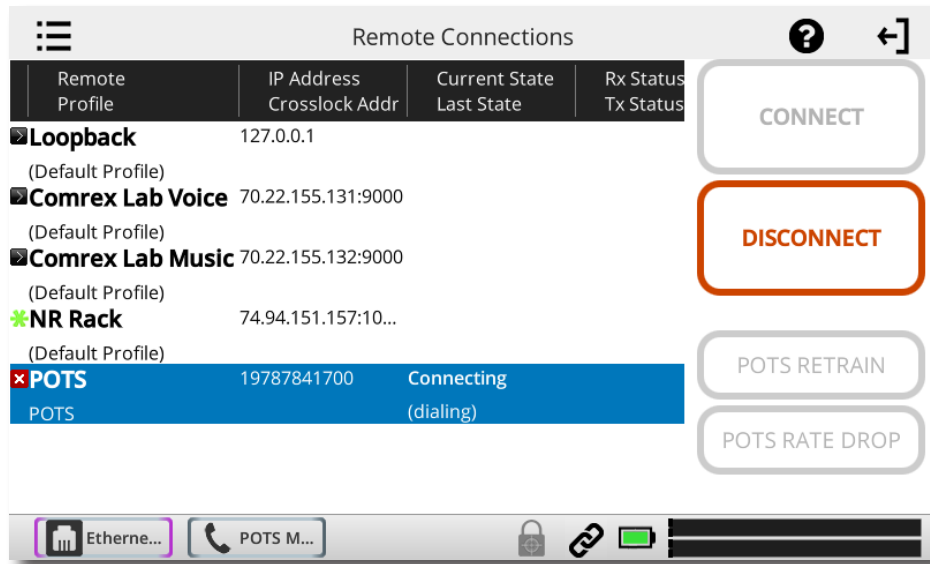 Remote Connections
Remote IP Address Current State Rx Status
Profile Crosslock Addr Last State Tx Status
CONNECT
Loopback 127.0.0.1
(Default Profile)
Comrex Lab Voice 70.22.155.131:9000
(Default Profile)
DISCONNECT
Comrex Lab Music 70.22.155.132:9000
(Default Profile)
NR Rack 74.94.151.157:10...
(Default Profile)
POTS RETRAIN
POTS 19787841700 Connecting
POTS (dialing)
POTS RATE DROP
Etherne... POTS M...